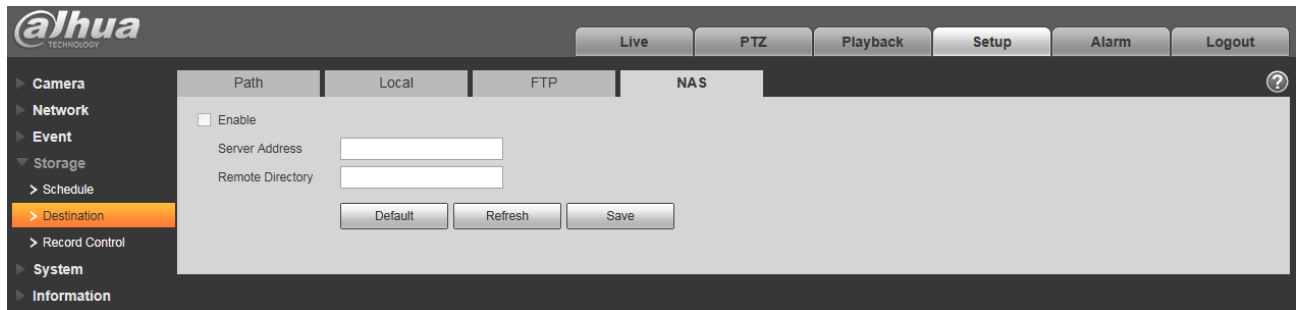 alhua
TECHNOLOGY
Live PTZ Playback Setup Alarm Logout
Camera
Network
Event
Storage
> Schedule
> Destination
> Record Control
System
Information
Path Local FTP NAS ?
Enable
Server Address
Remote Directory
Default Refresh Save